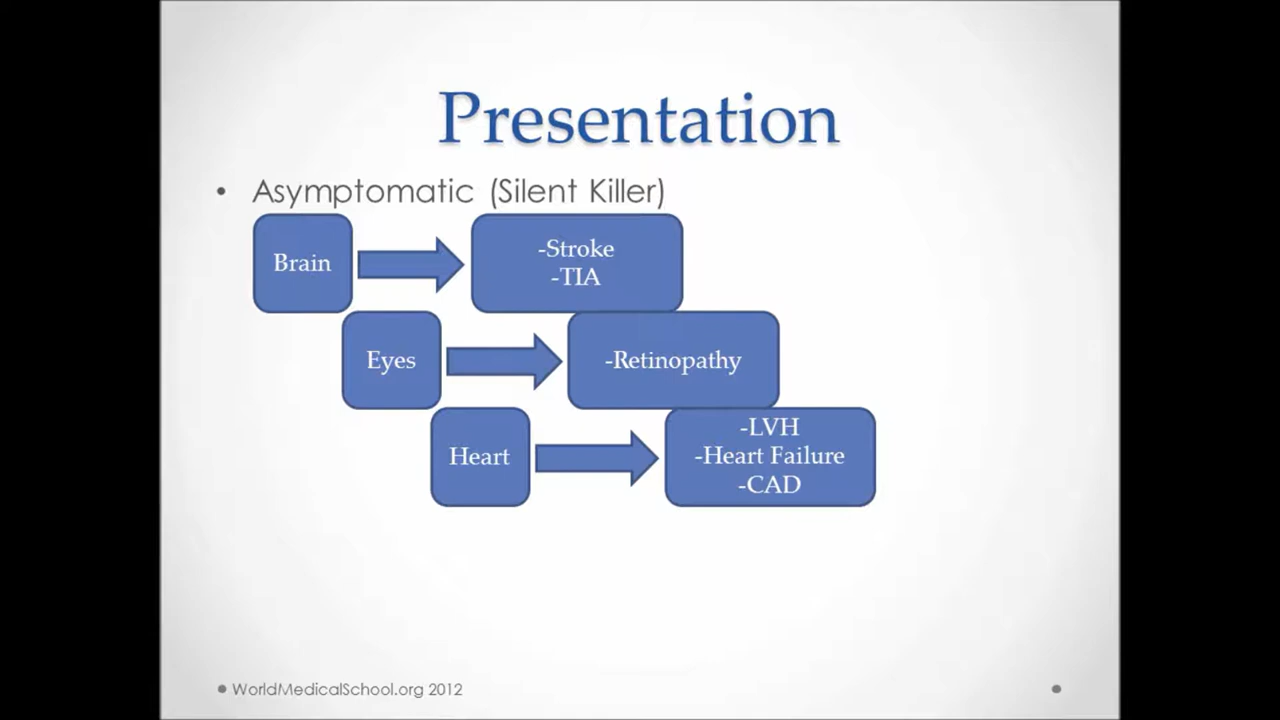 Presentation
• Asymptomatic (Silent Killer)
Brain
-Stroke
-TIA
Eyes
-Retinopathy
Heart
-LVH
-Heart Failure
-CAD
WorldMedicalSchool.org 2012